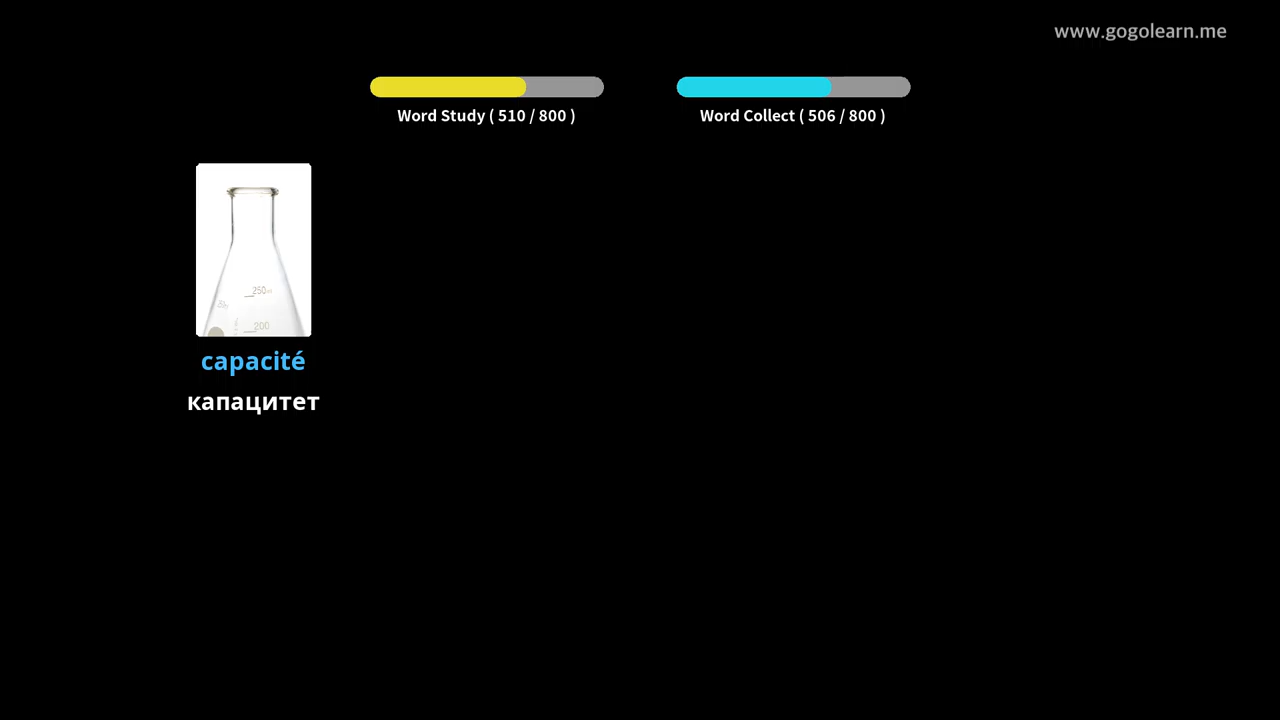 www.gogolearn.me
Word Study ( 510 / 800 )
Word Collect ( 506 / 800 )
250
200
capacité
капацитет